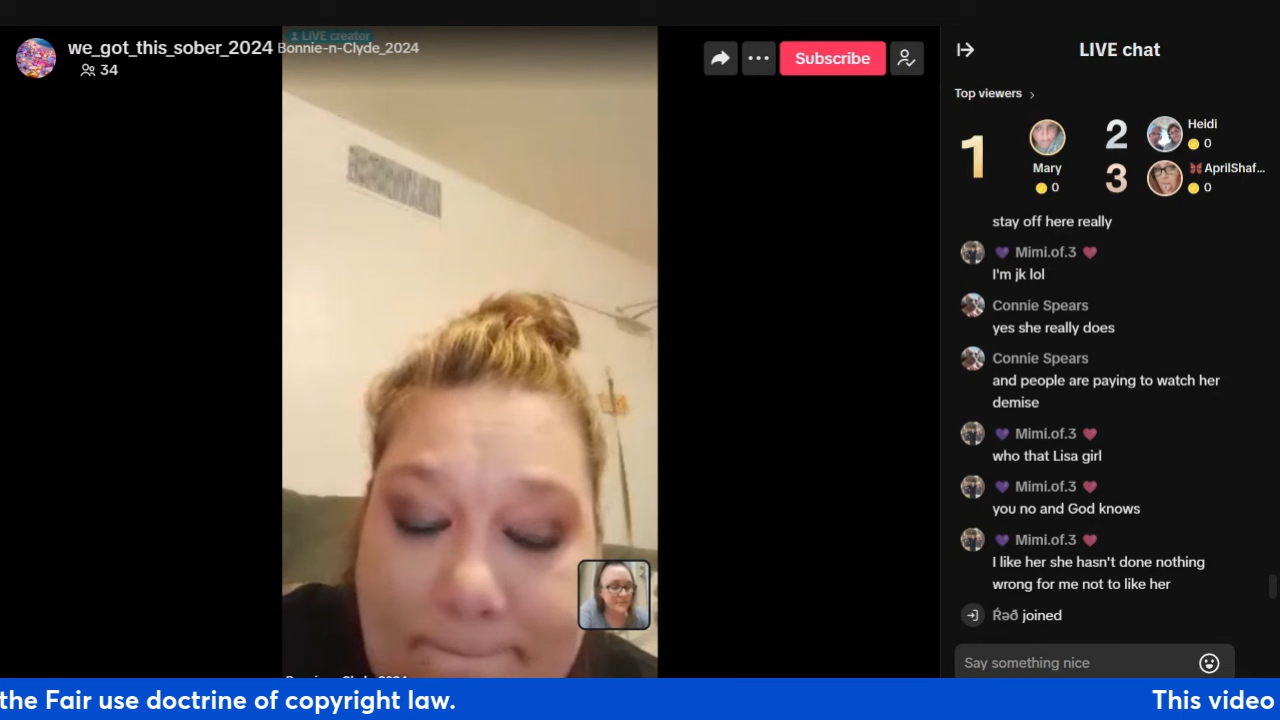 LIVE creator
we_got_this_sober_2024 Bonnie-n-Clyde_2024
34
Subscribe
LIVE chat
Top viewers >
1
Mary
0
2
Heidi
0
3
AprilShaf...
0
stay off here really
Mimi.of.3
I'm jk lol
Connie Spears
yes she really does
Connie Spears
and people are paying to watch her
demise
Mimi.of.3
who that Lisa girl
Mimi.of.3
you no and God knows
Mimi.of.3
I like her she hasn't done nothing
wrong for me not to like her
Ŕəð joined
Say something nice
the Fair use doctrine of copyright law.
This video